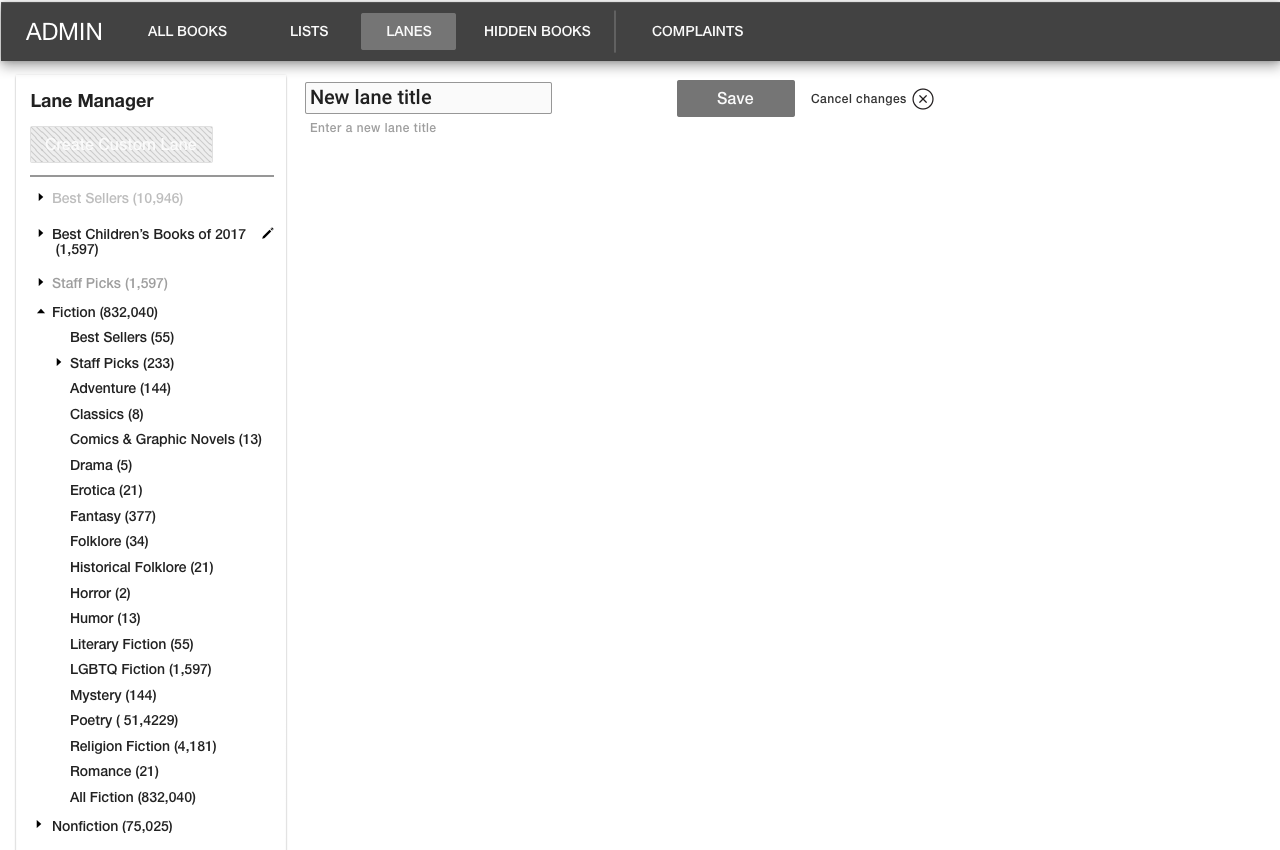 ADMIN ALL BOOKS LISTS LANES HIDDEN BOOKS COMPLAINTS
Lane Manager
Create Custom Lane
Best Sellers (10,946)
Best Children’s Books of 2017
(1,597)
Staff Picks (1,597)
Fiction (832,040)
Best Sellers (55)
Staff Picks (233)
Adventure (144)
Classics (8)
Comics & Graphic Novels (13)
Drama (5)
Erotica (21)
Fantasy (377)
Folklore (34)
Historical Folklore (21)
Horror (2)
Humor (13)
Literary Fiction (55)
LGBTQ Fiction (1,597)
Mystery (144)
Poetry ( 51,4229)
Religion Fiction (4,181)
Romance (21)
All Fiction (832,040)
Nonfiction (75,025)
New lane title
Enter a new lane title
Save
Cancel changes